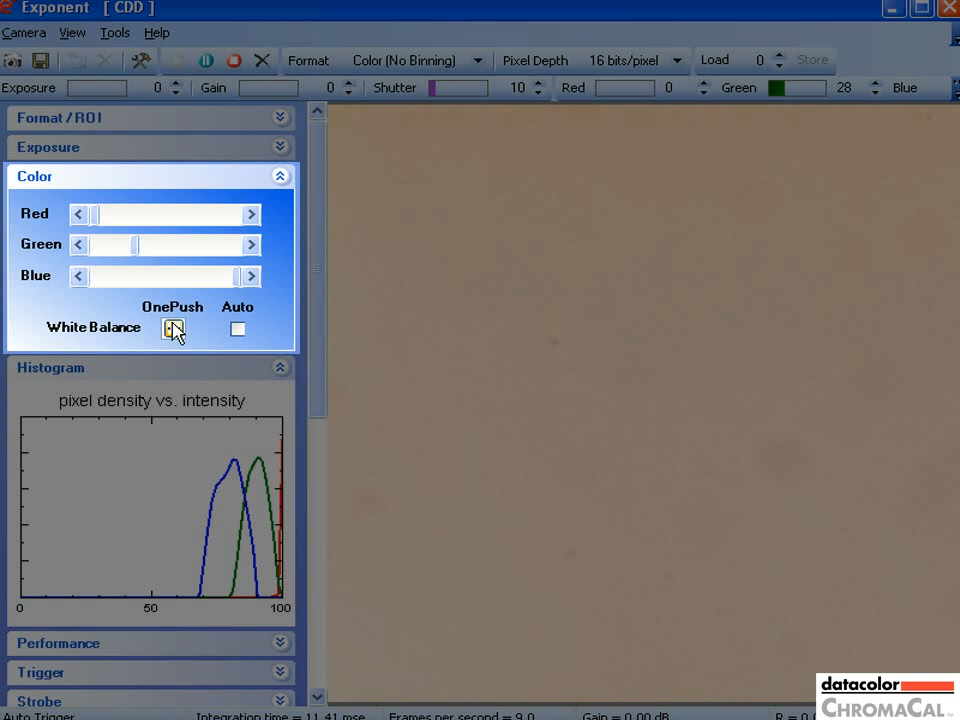 Exponent [ CDD ]
Camera View Tools Help
Format Color (No Binning) Pixel Depth 16 bits/pixel Load 0 Store
Exposure 0 Gain 0 Shutter 10 Red 0 Green 28 Blue
Format / ROI
Exposure
Color
Red
Green
Blue
OnePush Auto
White Balance
Histogram
pixel density vs. intensity
0 50 100
Performance
Trigger
Strobe
Auto Trigger Integration time = 11.41 mse Frames per second = 9.0 Gain = 0.00 dB
datacolor
CHROMACAL™